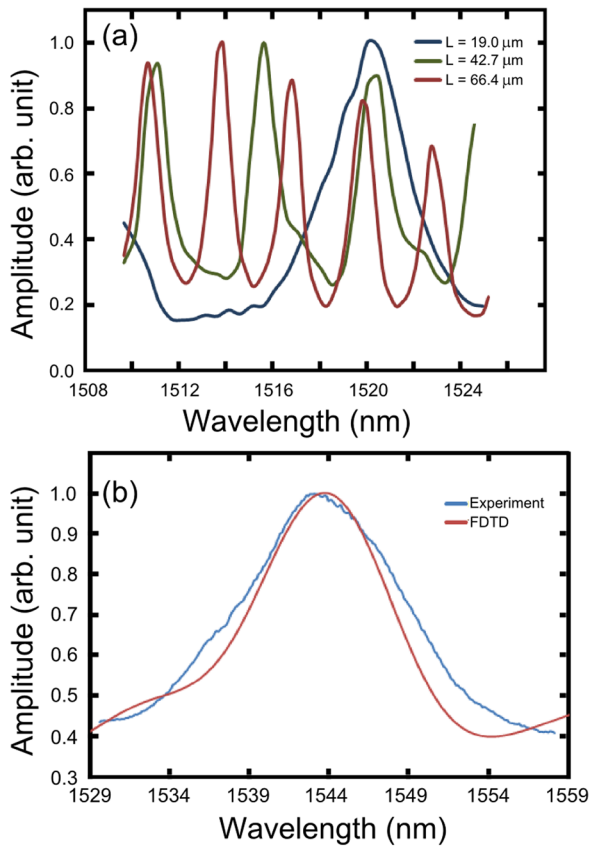 (a)
L = 19.0 μm
L = 42.7 μm
L = 66.4 μm
Amplitude (arb. unit)
1.0
0.8
0.6
0.4
0.2
0.0
1508 1512 1516 1520 1524
Wavelength (nm)
(b)
Experiment
FDTD
Amplitude (arb. unit)
1.0
0.9
0.8
0.7
0.6
0.5
0.4
0.3
1529 1534 1539 1544 1549 1554 1559
Wavelength (nm)